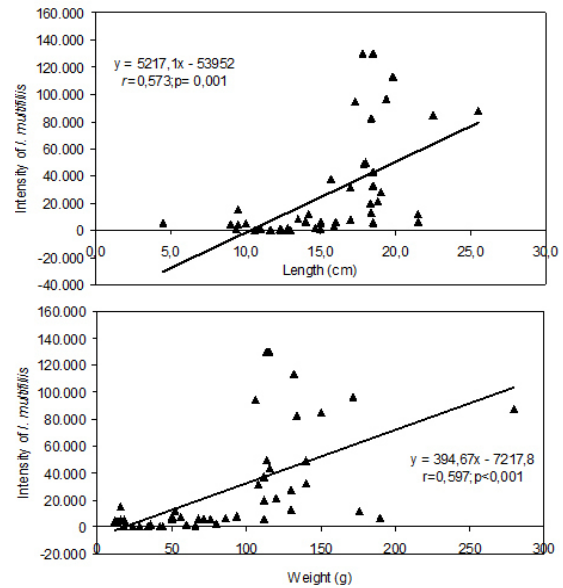 160.000
140.000
120.000
100.000
80.000
60.000
40.000
20.000
0
-20.000
-40.000
Intensity of I. multifiliis
y = 5217,1x - 53952
r=0,573;p= 0,001
0,0 5,0 10,0 15,0 20,0 25,0 30,0
Length (cm)
160.000
140.000
120.000
100.000
80.000
60.000
40.000
20.000
0
-20.000
Intensity of I. multifiliis
y = 394,67x - 7217,8
r=0,597;p<0,001
0 50 100 150 200 250 300
Weight (g)